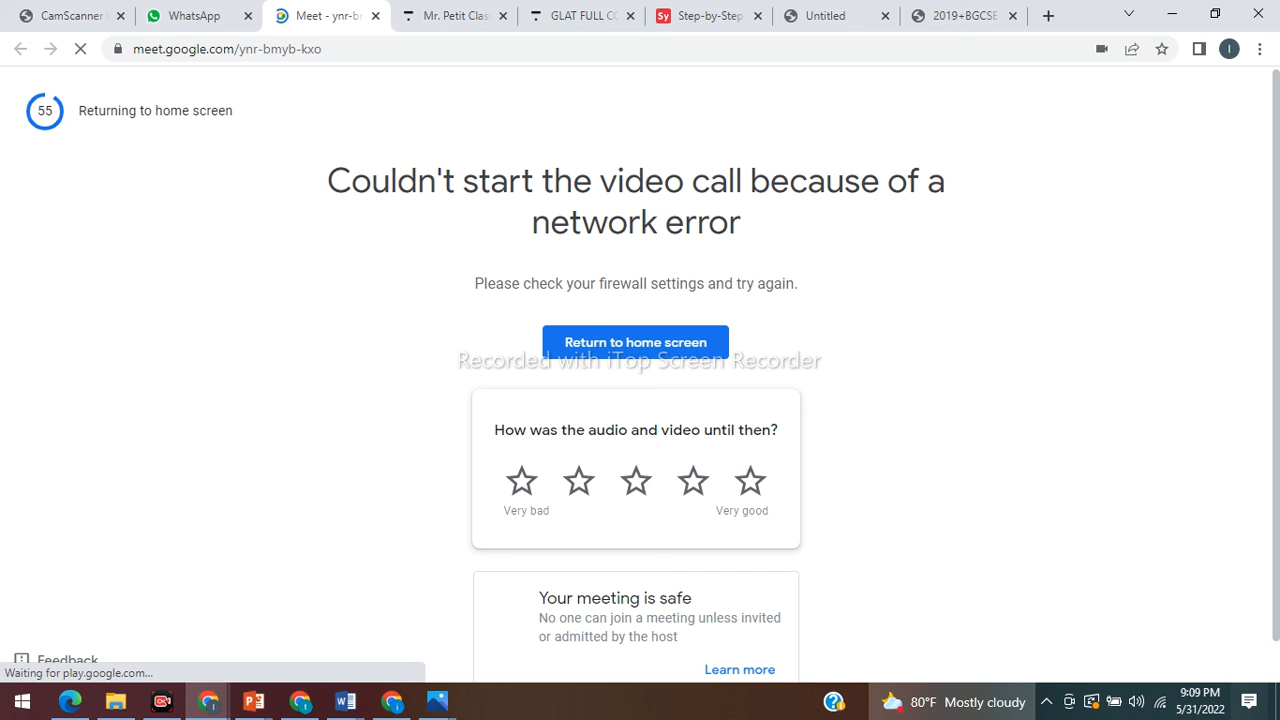 CamScanner
WhatsApp
Meet - ynr-b
Mr. Petit Clas
GLAT FULL CO
Sy
Step-by-Step
Untitled
2019+BGCSE
meet.google.com/ynr-bmyb-kxo
I
55
Returning to home screen
Couldn't start the video call because of a
network error
Please check your firewall settings and try again.
Return to home screen
Recorded with iTop Screen Recorder
How was the audio and video until then?
Very bad
Very good
Your meeting is safe
No one can join a meeting unless invited
or admitted by the host
Learn more
Feedback
Waiting for play.google.com...
80°F Mostly cloudy
9:09 PM
5/31/2022